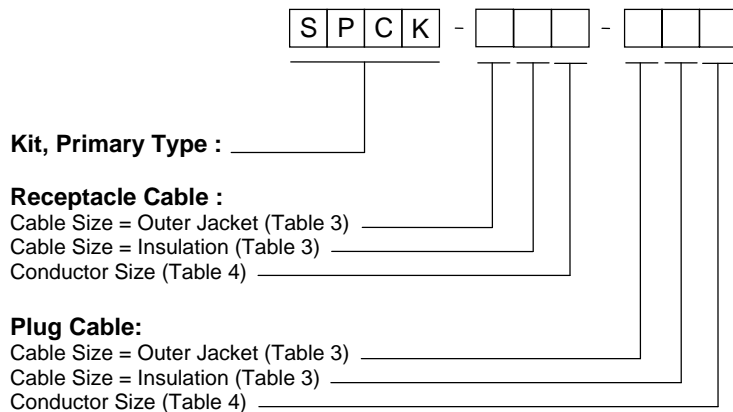 S P C K - -
Kit, Primary Type :
Receptacle Cable :
Cable Size = Outer Jacket (Table 3)
Cable Size = Insulation (Table 3)
Conductor Size (Table 4)
Plug Cable:
Cable Size = Outer Jacket (Table 3)
Cable Size = Insulation (Table 3)
Conductor Size (Table 4)